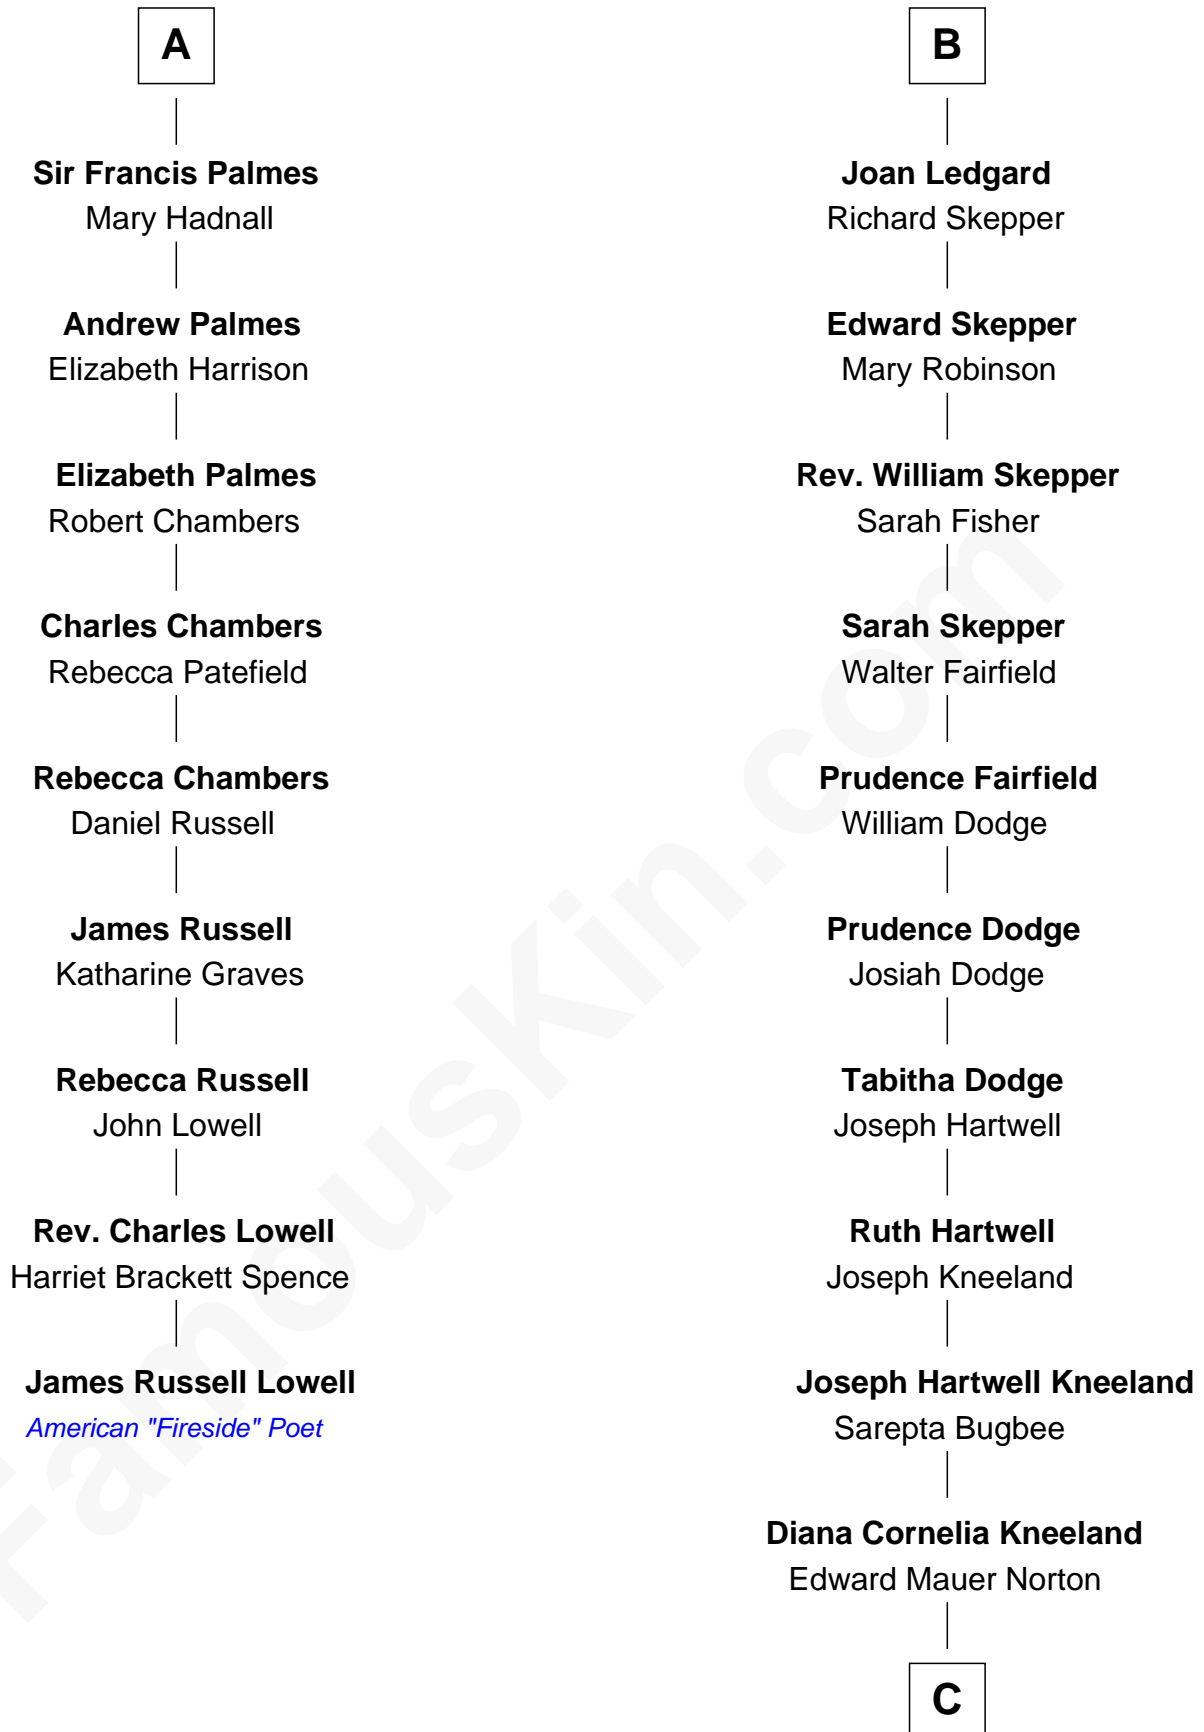 A
Sir Francis Palmes
Mary Hadnall
Andrew Palmes
Elizabeth Harrison
Elizabeth Palmes
Robert Chambers
Charles Chambers
Rebecca Patefield
Rebecca Chambers
Daniel Russell
James Russell
Katharine Graves
Rebecca Russell
John Lowell
Rev. Charles Lowell
Harriet Brackett Spence
James Russell Lowell
American "Fireside" Poet
B
Joan Ledgard
Richard Skepper
Edward Skepper
Mary Robinson
Rev. William Skepper
Sarah Fisher
Sarah Skepper
Walter Fairfield
Prudence Fairfield
William Dodge
Prudence Dodge
Josiah Dodge
Tabitha Dodge
Joseph Hartwell
Ruth Hartwell
Joseph Kneeland
Joseph Hartwell Kneeland
Sarepta Bugbee
Diana Cornelia Kneeland
Edward Mauer Norton
C
FamousKin.com